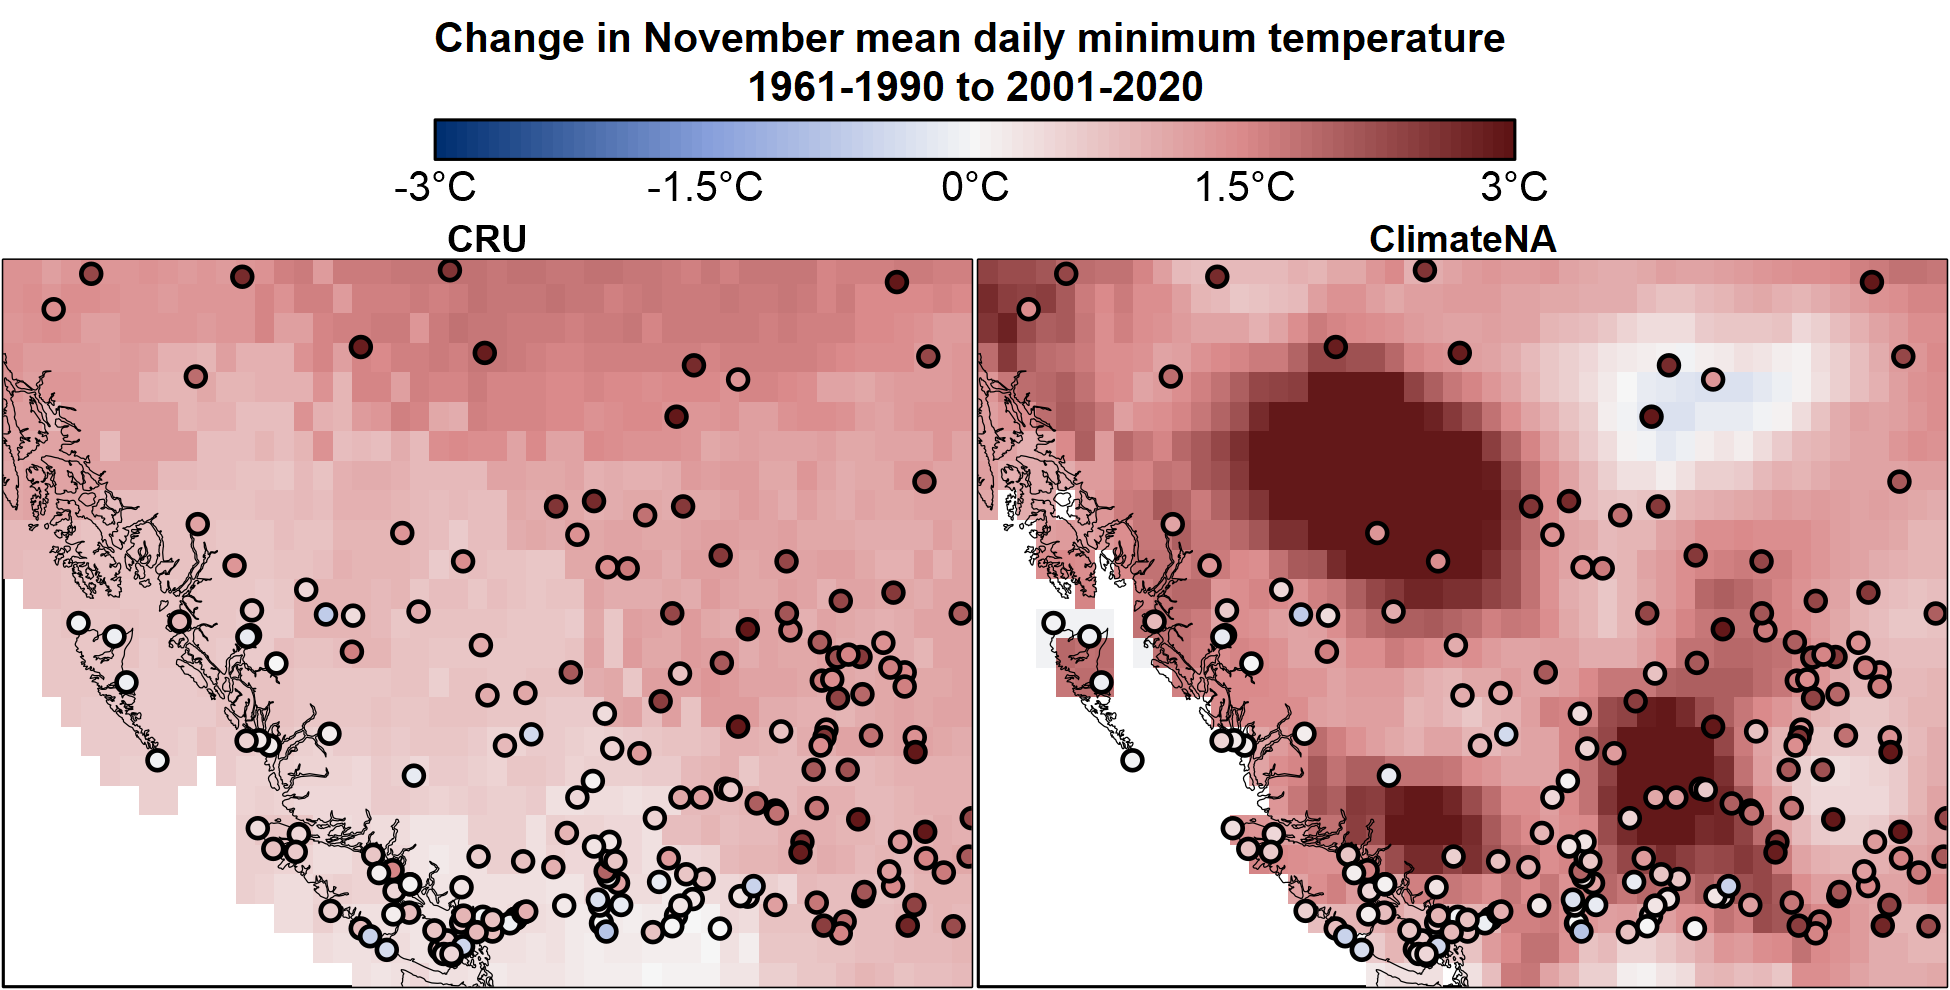 Change in November mean daily minimum temperature
1961-1990 to 2001-2020
-3°C -1.5°C 0°C 1.5°C 3°C
CRU ClimateNA